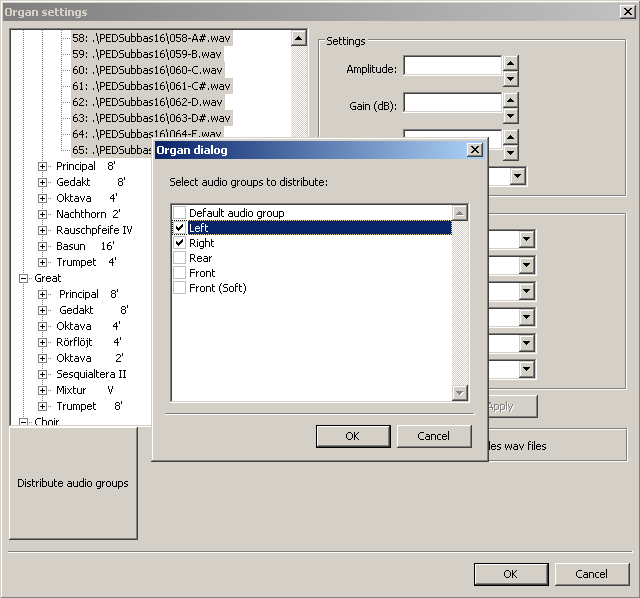 Organ settings
58: .\PEDSubbas16\058-A#.wav
59: .\PEDSubbas16\059-B.wav
60: .\PEDSubbas16\060-C.wav
61: .\PEDSubbas16\061-C#.wav
62: .\PEDSubbas16\062-D.wav
63: .\PEDSubbas16\063-D#.wav
64: .\PEDSubbas16\064-E.wav
65: .\PEDSubbas
Principal 8'
Gedakt 8'
Oktava 4'
Nachthorn 2'
Rauschpfeife IV
Basun 16'
Trumpet 4'
Great
Principal 8'
Gedakt 8'
Oktava 4'
Rörflöjt 4'
Oktava 2'
Sesquialtera II
Mixtur V
Trumpet 8'
Choir
Settings
Amplitude:
Gain (dB):
Organ dialog
Select audio groups to distribute:
Default audio group
Left
Right
Rear
Front
Front (Soft)
OK
Cancel
Apply
les wav files
Distribute audio groups
OK
Cancel